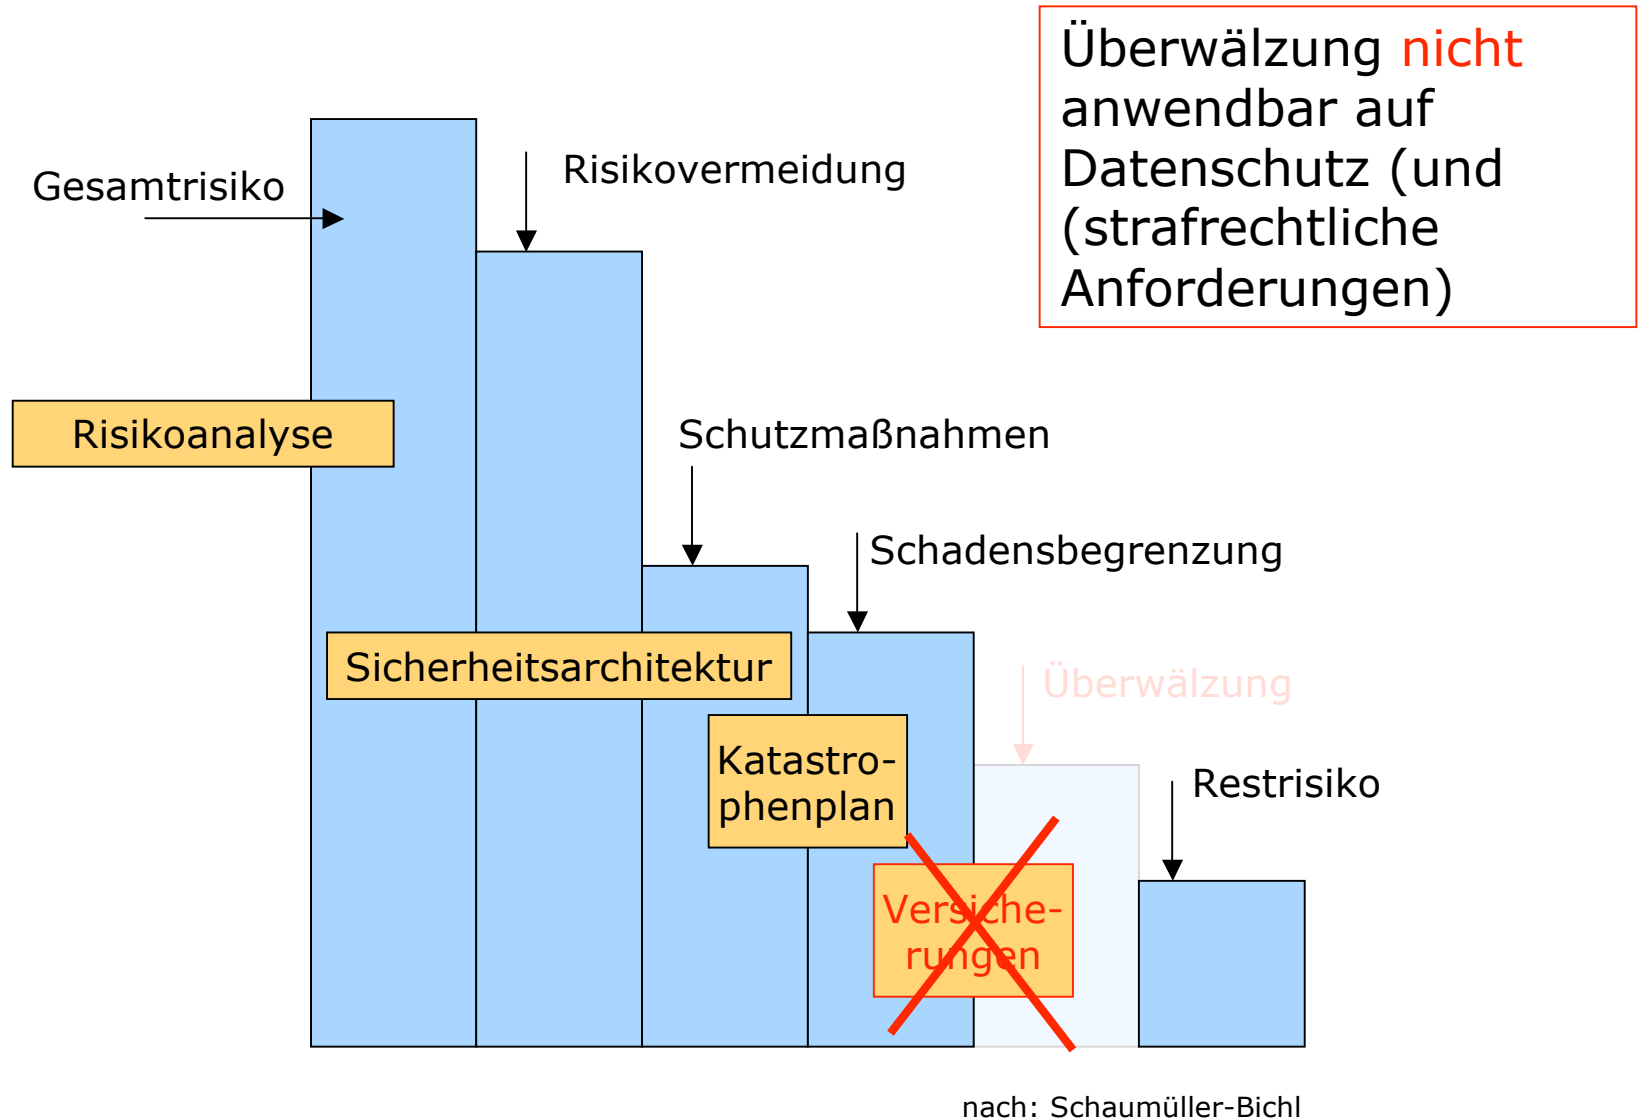 Überwälzung nicht
anwendbar auf
Datenschutz (und
(strafrechtliche
Anforderungen)
Gesamtrisiko
Risikovermeidung
Risikoanalyse
Schutzmaßnahmen
Schadensbegrenzung
Sicherheitsarchitektur
Überwälzung
Katastro-
phenplan
Restrisiko
Versiche-
rungen
nach: Schaumüller-Bichl